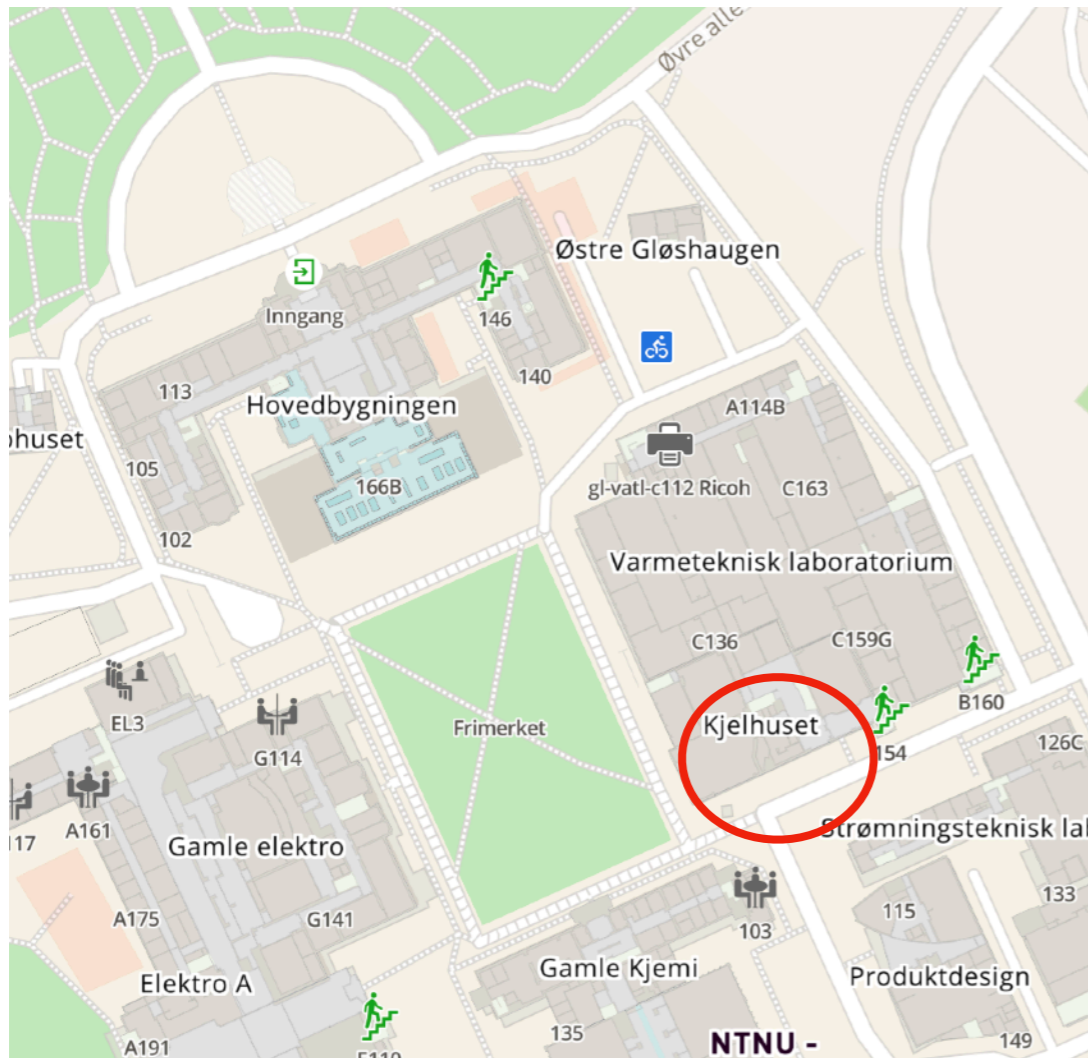 Øvre alle
Østre Gløshaugen
Inngang
146
140
113
Hovedbygningen
A114B
ohuset
105
166B
gl-vatl-c112 Ricoh
C163
102
Varmeteknisk laboratorium
C136
C159G
EL3
Frimerket
Kjelhuset
B160
G114
154
126C
117
A161
Gamle elektro
Strømningsteknisk lab
A175
G141
115
133
103
Elektro A
Gamle Kjemi
Produktdesign
A191
135
NTNU -
149